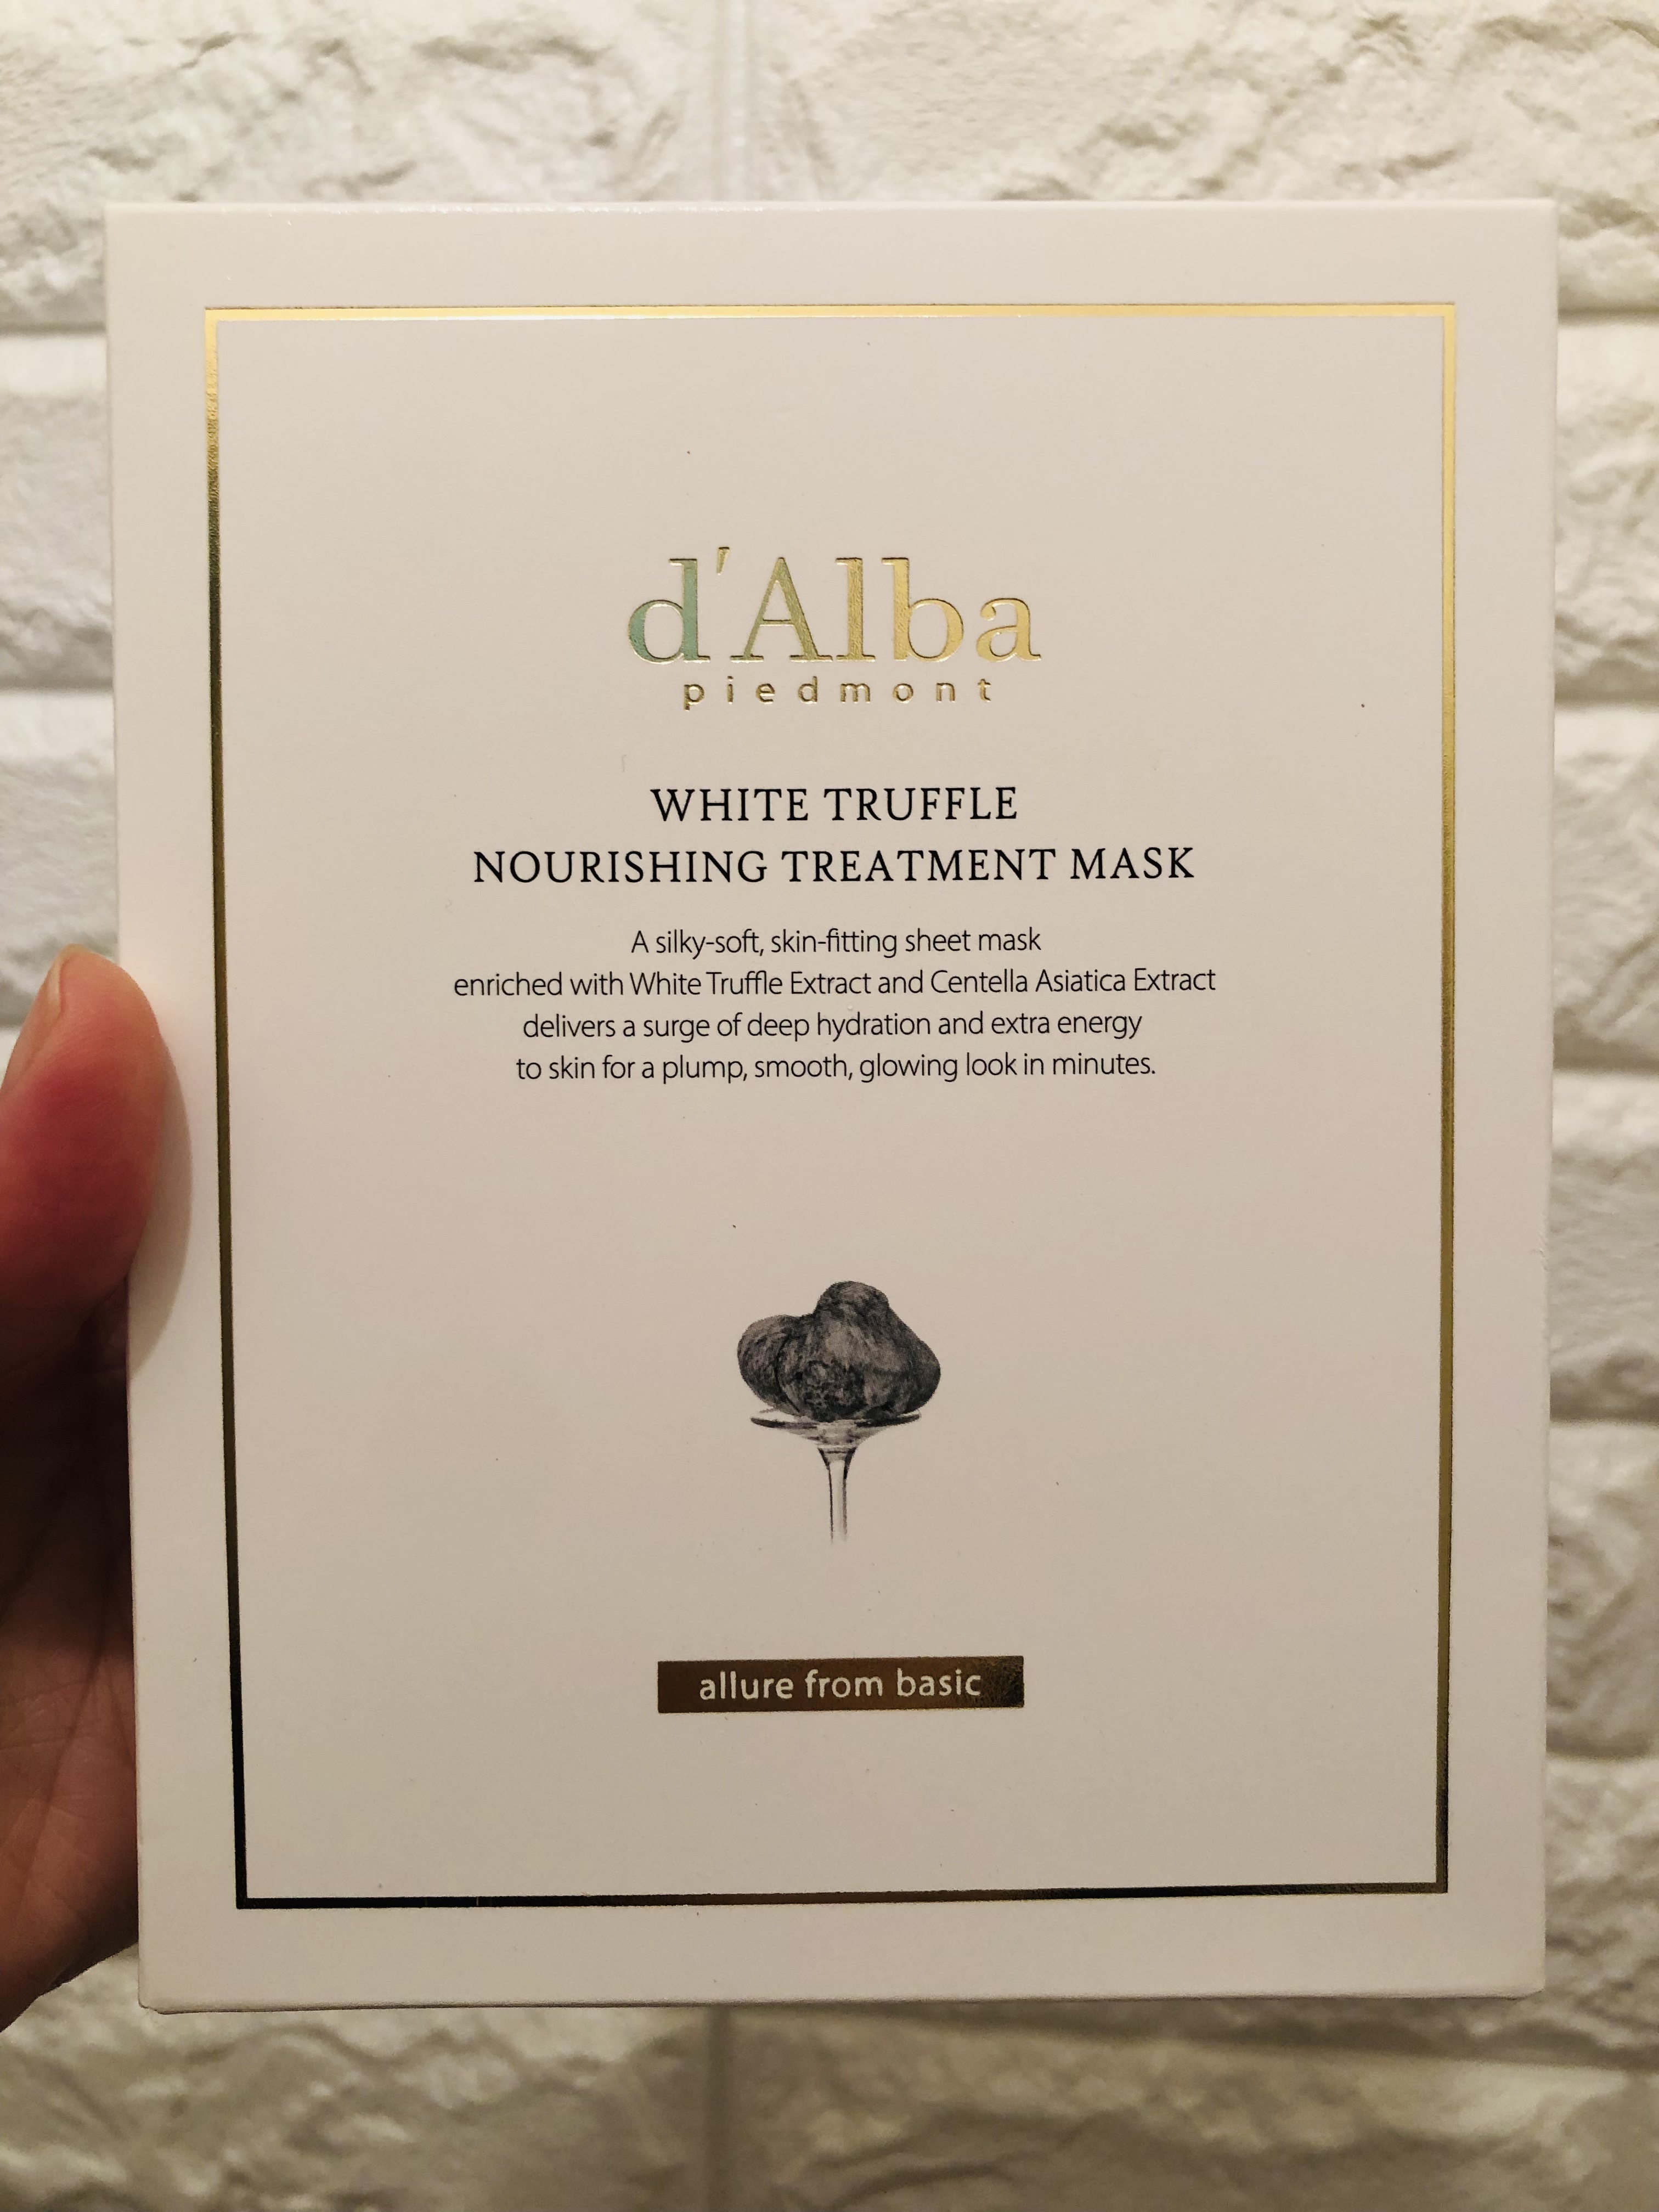 d'Alba
piedmont
WHITE TRUFFLE
NOURISHING TREATMENT MASK
A silky-soft, skin-fitting sheet mask
enriched with White Truffle Extract and Centella Asiatica Extract
delivers a surge of deep hydration and extra energy
to skin for a plump, smooth, glowing look in minutes.
allure from basic